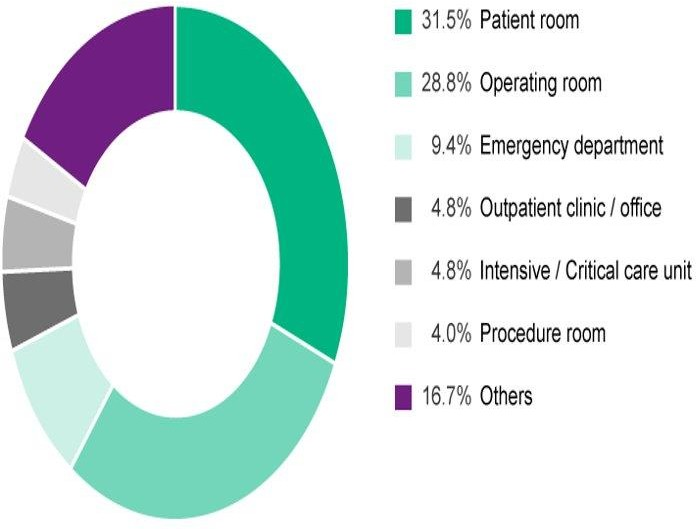 31.5% Patient room
28.8% Operating room
9.4% Emergency department
4.8% Outpatient clinic / office
4.8% Intensive / Critical care unit
4.0% Procedure room
16.7% Others